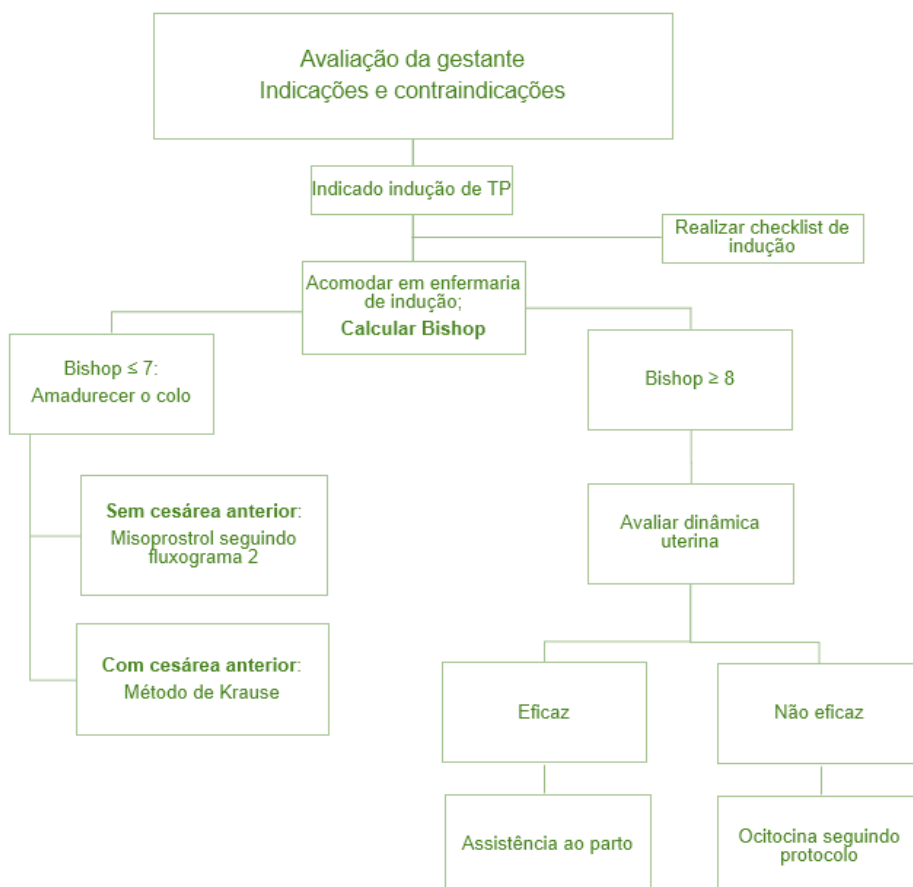 Avaliação da gestante
Indicações e contraindicações
Indicado indução de TP
Realizar checklist de
indução
Acomodar em enfermaria
de indução;
Calcular Bishop
Bishop ≤ 7:
Amadurecer o colo
Bishop ≥ 8
Sem cesárea anterior:
Misoprostrol seguindo
fluxograma 2
Avaliar dinâmica
uterina
Com cesárea anterior:
Método de Krause
Eficaz
Não eficaz
Assistência ao parto
Ocitocina seguindo
protocolo